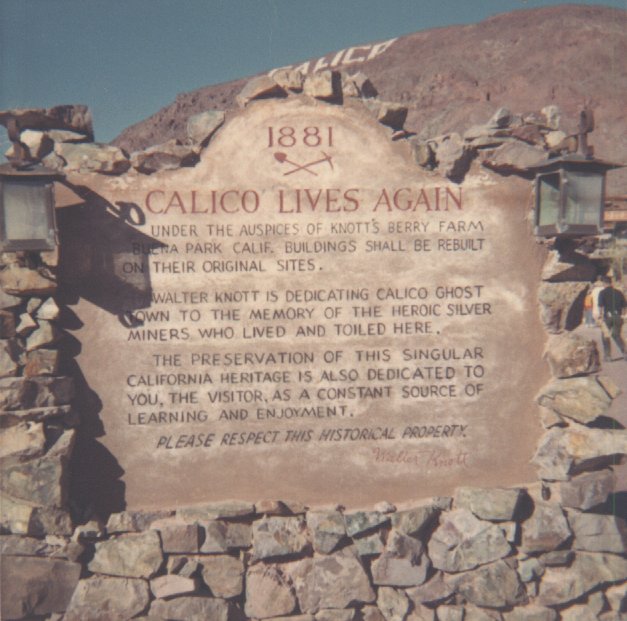 CALICO
1881
CALICO LIVES AGAIN
UNDER THE AUSPICES OF KNOTT'S BERRY FARM
BUENA PARK CALIF. BUILDINGS SHALL BE REBUILT
ON THEIR ORIGINAL SITES.
WALTER KNOTT IS DEDICATING CALICO GHOST
TOWN TO THE MEMORY OF THE HEROIC SILVER
MINERS WHO LIVED AND TOILED HERE.
THE PRESERVATION OF THIS SINGULAR
CALIFORNIA HERITAGE IS ALSO DEDICATED TO
YOU, THE VISITOR, AS A CONSTANT SOURCE OF
LEARNING AND ENJOYMENT.
PLEASE RESPECT THIS HISTORICAL PROPERTY.
Walter Knott